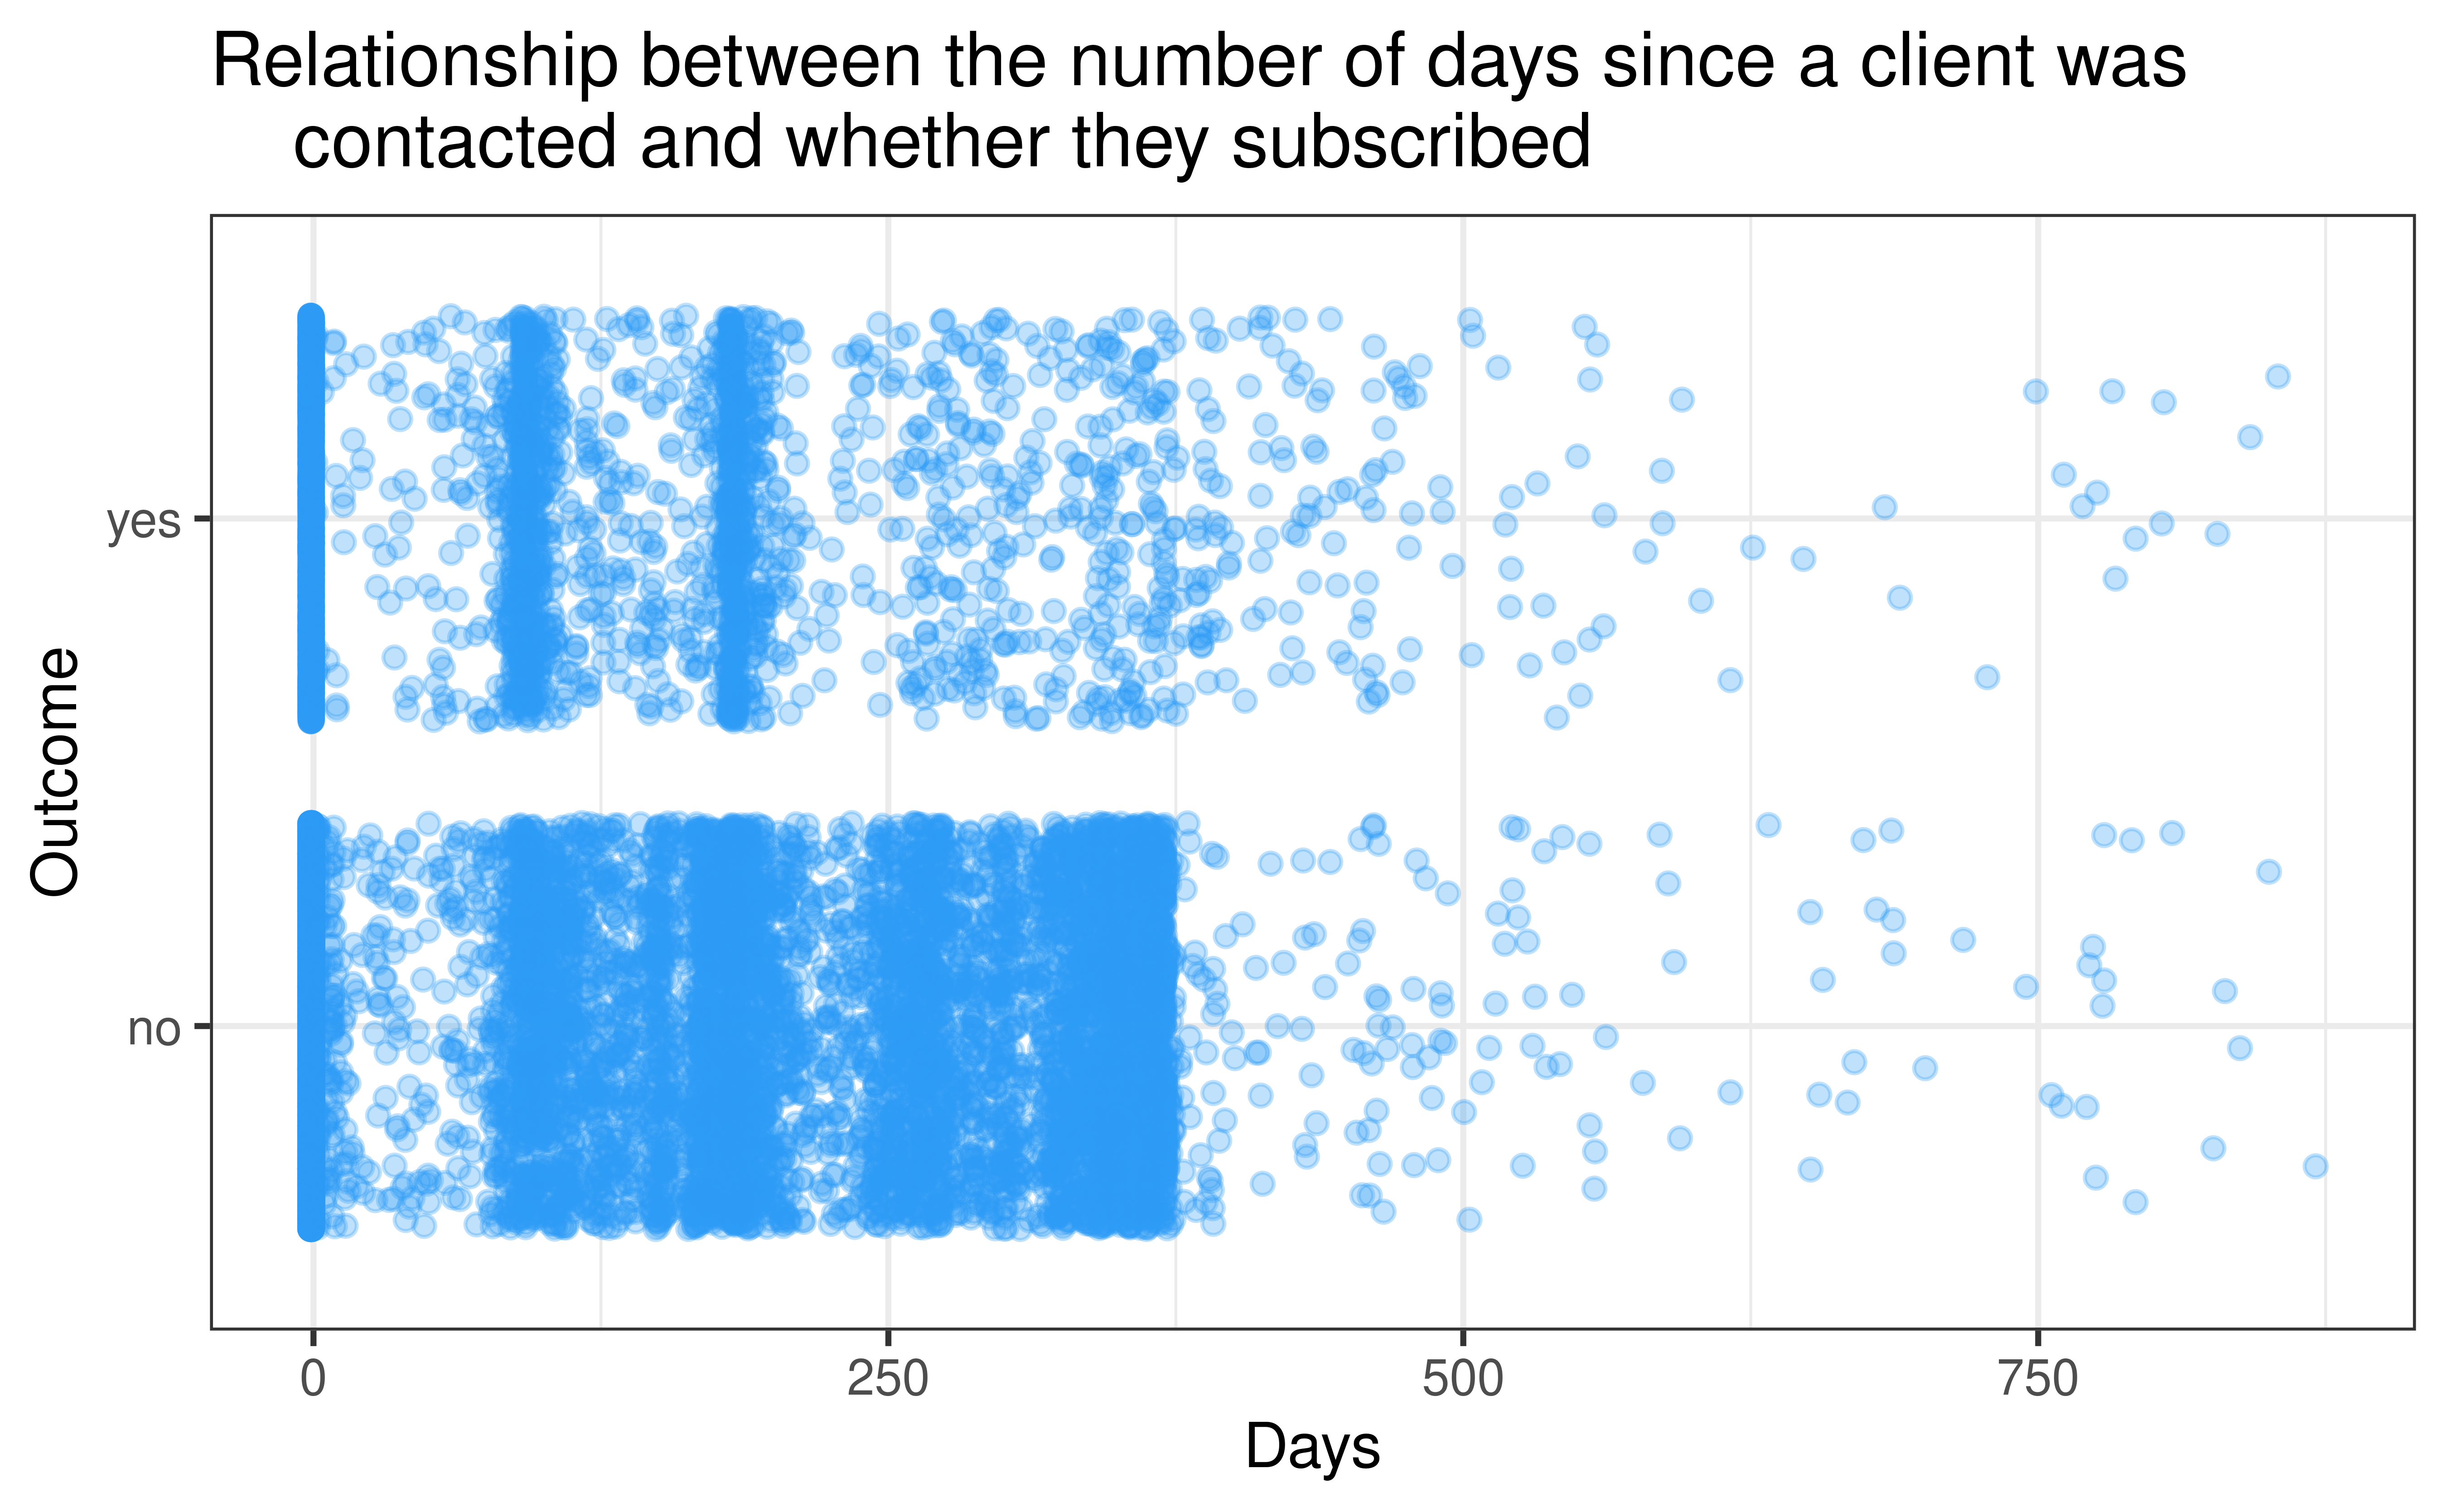 Relationship between the number of days since a client was
contacted and whether they subscribed
Outcome
yes
no
0 250 500 750
Days